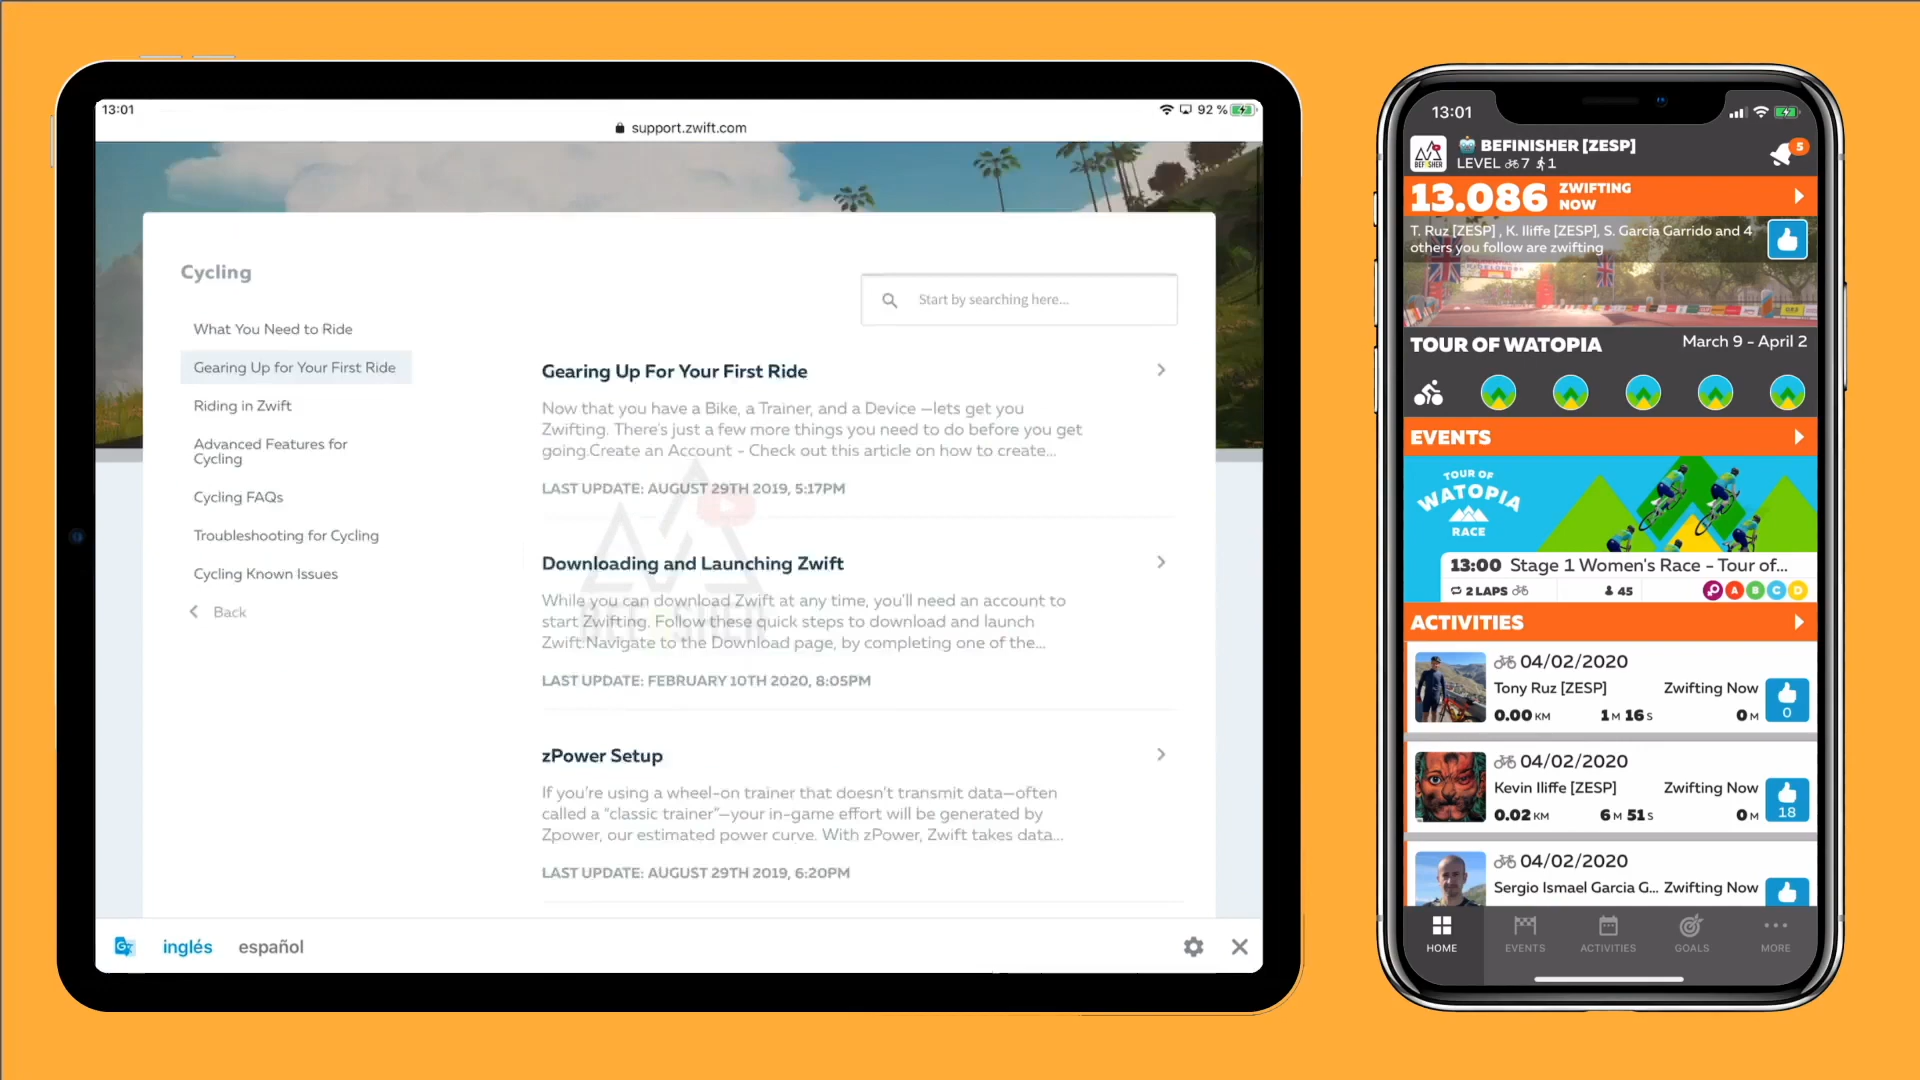 13:01
92 %
support.zwift.com
Cycling
What You Need to Ride
Gearing Up for Your First Ride
Riding in Zwift
Advanced Features for
Cycling
Cycling FAQs
Troubleshooting for Cycling
Cycling Known Issues
Back
Start by searching here...
Gearing Up For Your First Ride
Now that you have a Bike, a Trainer, and a Device —lets get you
Zwifting. There's just a few more things you need to do before you get
going.Create an Account - Check out this article on how to create...
LAST UPDATE: AUGUST 29TH 2019, 5:17PM
Downloading and Launching Zwift
While you can download Zwift at any time, you'll need an account to
start Zwifting. Follow these quick steps to download and launch
Zwift:Navigate to the Download page, by completing one of the...
LAST UPDATE: FEBRUARY 10TH 2020, 8:05PM
zPower Setup
If you're using a wheel-on trainer that doesn't transmit data—often
called a “classic trainer”—your in-game effort will be generated by
Zpower, our estimated power curve. With zPower, Zwift takes data...
LAST UPDATE: AUGUST 29TH 2019, 6:20PM
inglés español
13:01
BEFINISHER [ZESP]
LEVEL 7 1
5
13.086 ZWIFTING
NOW
T. Ruz [ZESP] , K. Iliffe [ZESP], S. Garcia Garrido and 4
others you follow are zwifting
TOUR OF WATOPIA March 9 - April 2
EVENTS
TOUR OF
WATOPIA
RACE
13:00 Stage 1 Women's Race - Tour of...
2 LAPS 45 A B C D
ACTIVITIES
04/02/2020
Tony Ruz [ZESP] Zwifting Now
0.00 KM 1 M 16 S 0 M
0
04/02/2020
Kevin Iliffe [ZESP] Zwifting Now
0.02 KM 6 M 51 S 0 M
18
04/02/2020
Sergio Ismael Garcia G... Zwifting Now
HOME EVENTS ACTIVITIES GOALS MORE